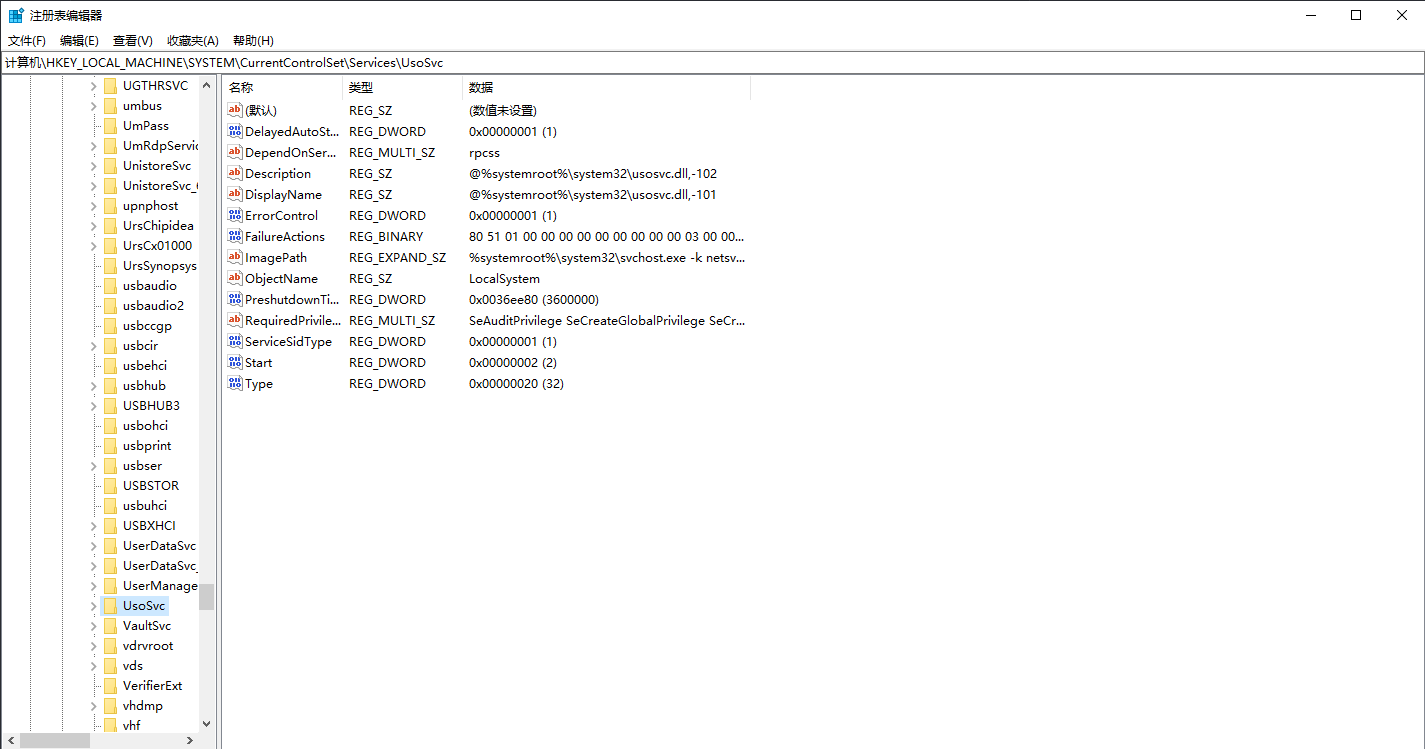 注册表编辑器
文件(F) 编辑(E) 查看(V) 收藏夹(A) 帮助(H)
计算机\HKEY_LOCAL_MACHINE\SYSTEM\CurrentControlSet\Services\UsoSvc
UGTHRSVC
umbus
UmPass
UmRdpServic
UnistoreSvc
UnistoreSvc_
upnphost
UrsChipidea
UrsCx01000
UrsSynopsys
usbaudio
usbaudio2
usbccgp
usbcir
usbehci
usbhub
USBHUB3
usbohci
usbprint
usbser
USBSTOR
usbuhci
USBXHCI
UserDataSvc
UserDataSvc_
UserManage
UsoSvc
VaultSvc
vdrvroot
vds
VerifierExt
vhdmp
vhf
名称 类型 数据
(默认) REG_SZ (数值未设置)
DelayedAutoSt... REG_DWORD 0x00000001 (1)
DependOnSer... REG_MULTI_SZ rpcss
Description REG_SZ @%systemroot%\system32\usosvc.dll,-102
DisplayName REG_SZ @%systemroot%\system32\usosvc.dll,-101
ErrorControl REG_DWORD 0x00000001 (1)
FailureActions REG_BINARY 80 51 01 00 00 00 00 00 00 00 00 00 03 00 00...
ImagePath REG_EXPAND_SZ %systemroot%\system32\svchost.exe -k netsv...
ObjectName REG_SZ LocalSystem
PreshutdownTi... REG_DWORD 0x0036ee80 (3600000)
RequiredPrivile... REG_MULTI_SZ SeAuditPrivilege SeCreateGlobalPrivilege SeCr...
ServiceSidType REG_DWORD 0x00000001 (1)
Start REG_DWORD 0x00000002 (2)
Type REG_DWORD 0x00000020 (32)